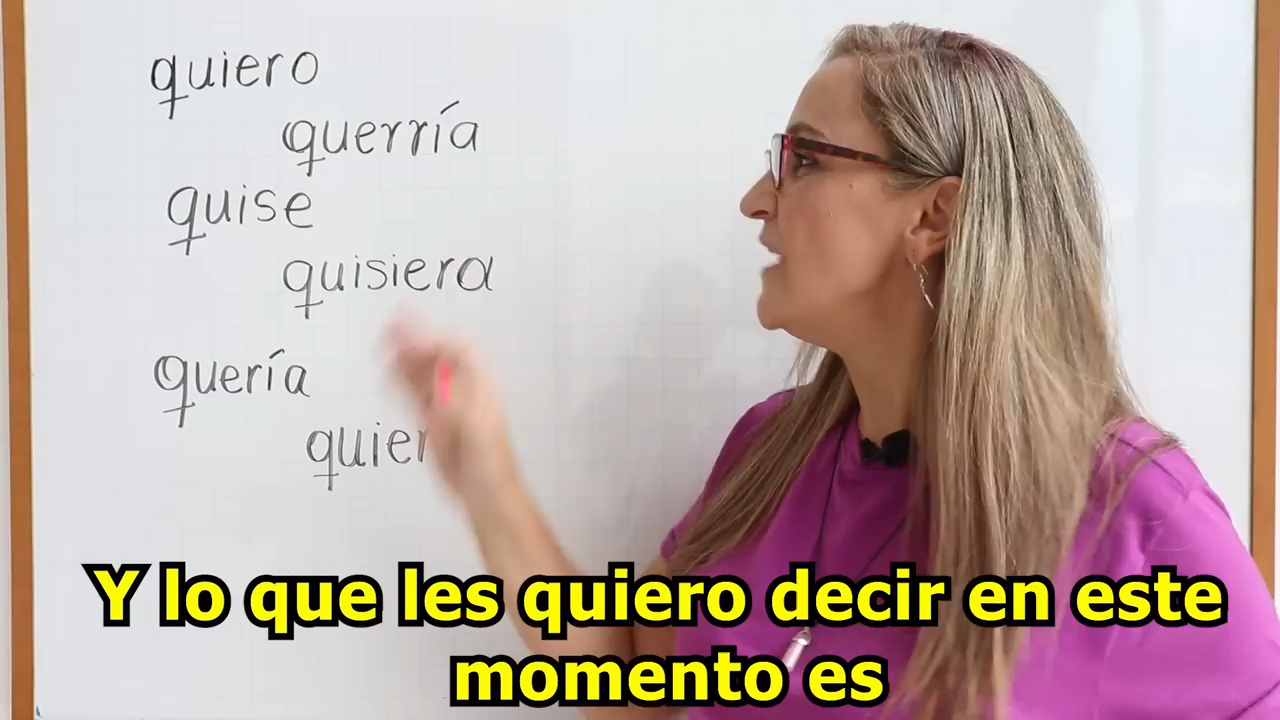 quiero
querría
quise
quisiera
quería
Y lo que les quiero decir en este
momento es